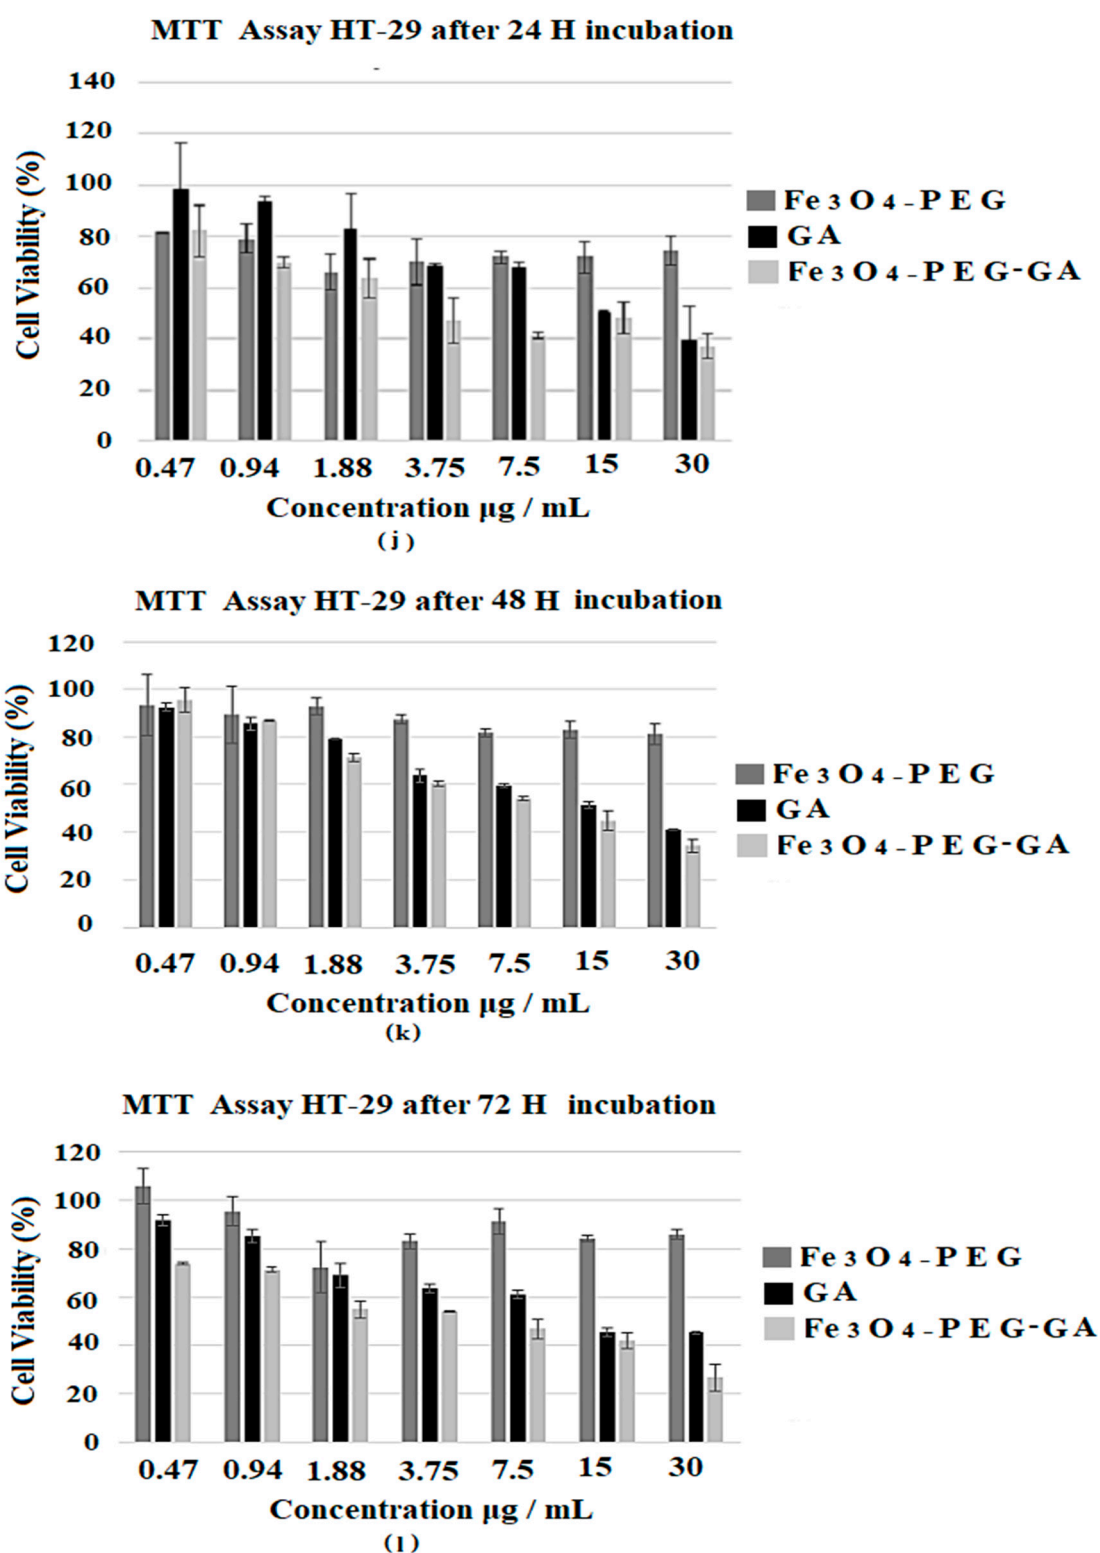 MTT Assay HT-29 after 24 H incubation
140
120
100
80
60
40
20
0
Cell Viability (%)
0.47 0.94 1.88 3.75 7.5 15 30
Concentration µg / mL
Fe3O4-PEG
GA
Fe3O4-PEG-GA
(j)
MTT Assay HT-29 after 48 H incubation
120
100
80
60
40
20
0
Cell Viability (%)
0.47 0.94 1.88 3.75 7.5 15 30
Concentration µg / mL
Fe3O4-PEG
GA
Fe3O4-PEG-GA
(k)
MTT Assay HT-29 after 72 H incubation
120
100
80
60
40
20
0
Cell Viability (%)
0.47 0.94 1.88 3.75 7.5 15 30
Concentration µg / mL
Fe3O4-PEG
GA
Fe3O4-PEG-GA
(l)